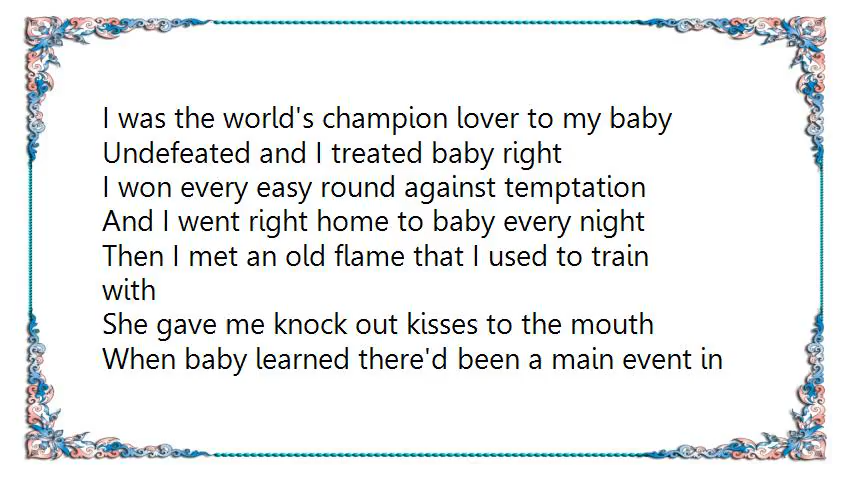 I was the world's champion lover to my baby
Undefeated and I treated baby right
I won every easy round against temptation
And I went right home to baby every night
Then I met an old flame that I used to train
with
She gave me knock out kisses to the mouth
When baby learned there'd been a main event in